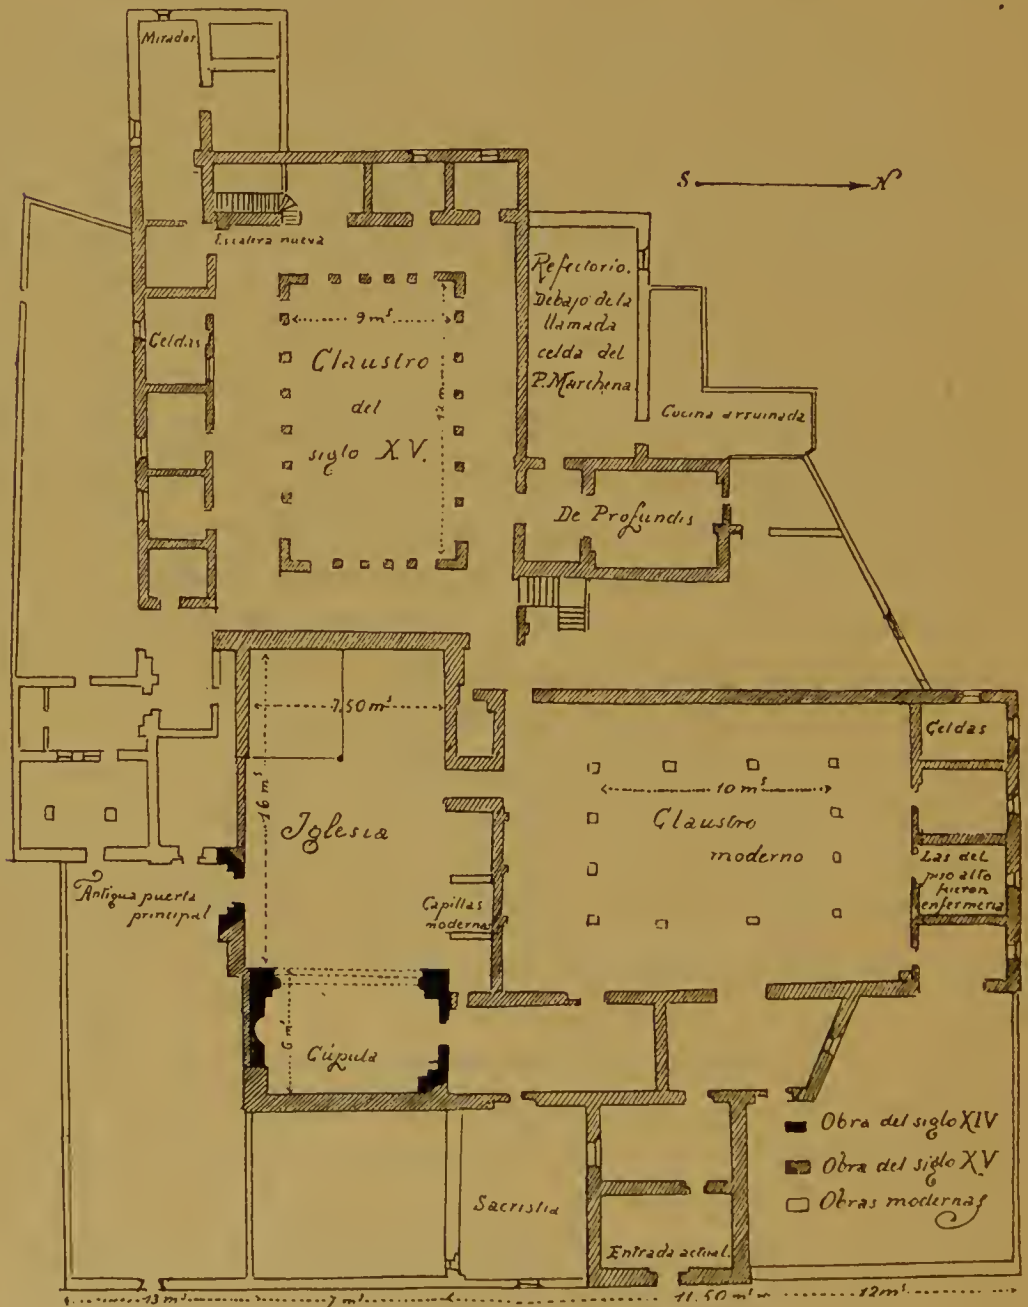 Mirador
S N
Escalera nueva
Refectorio.
Debajo de la
llamada
celda del
P. Marchena
9 m.s
Celdas
Claustro
del
siglo XV.
12 m.s
Cocina arruinada
De Profundis
7.50 m.s
16 m.s
Iglesia
Celdas
10 m.s
Claustro
moderno
Las del
piso alto
fueron
enfermeria
Antigua puerta
principal
Capillas
modernas
6 m.s
Cúpula
Obra del siglo XIV
Obra del siglo XV
Obras modernas
Sacristia
Entrada actual.
13 m.s 7 m.s 11.50 m.s 12 m.s